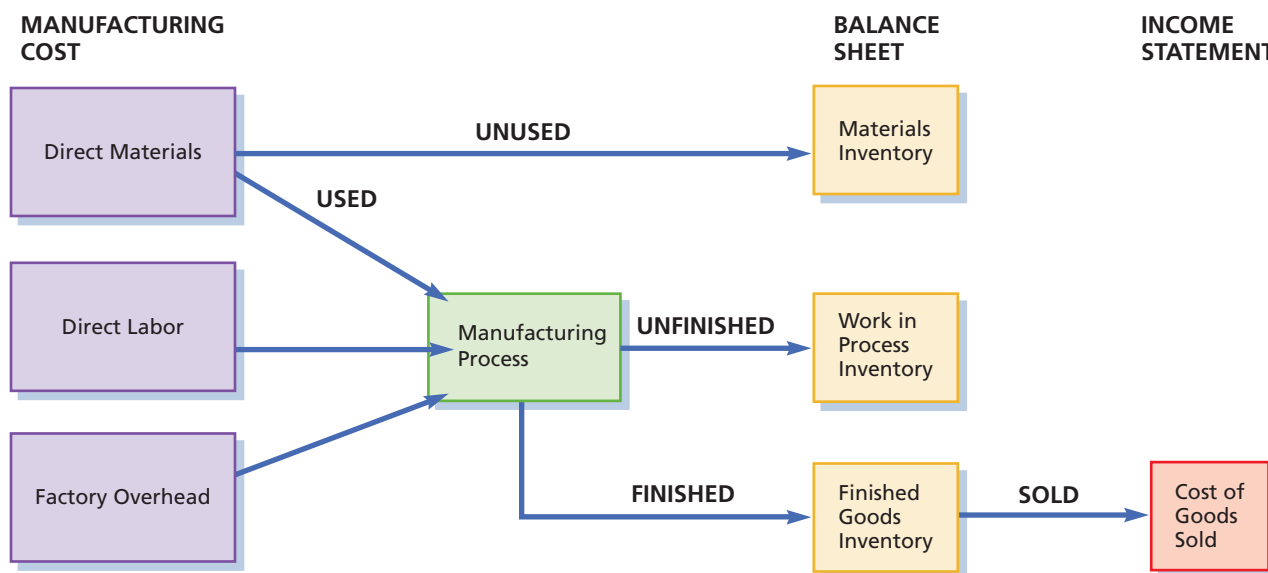 MANUFACTURING
COST
BALANCE
SHEET
INCOME
STATEMENT
Direct Materials
UNUSED
Materials
Inventory
USED
Direct Labor
Manufacturing
Process
UNFINISHED
Work in
Process
Inventory
Factory Overhead
FINISHED
Finished
Goods
Inventory
SOLD
Cost of
Goods
Sold